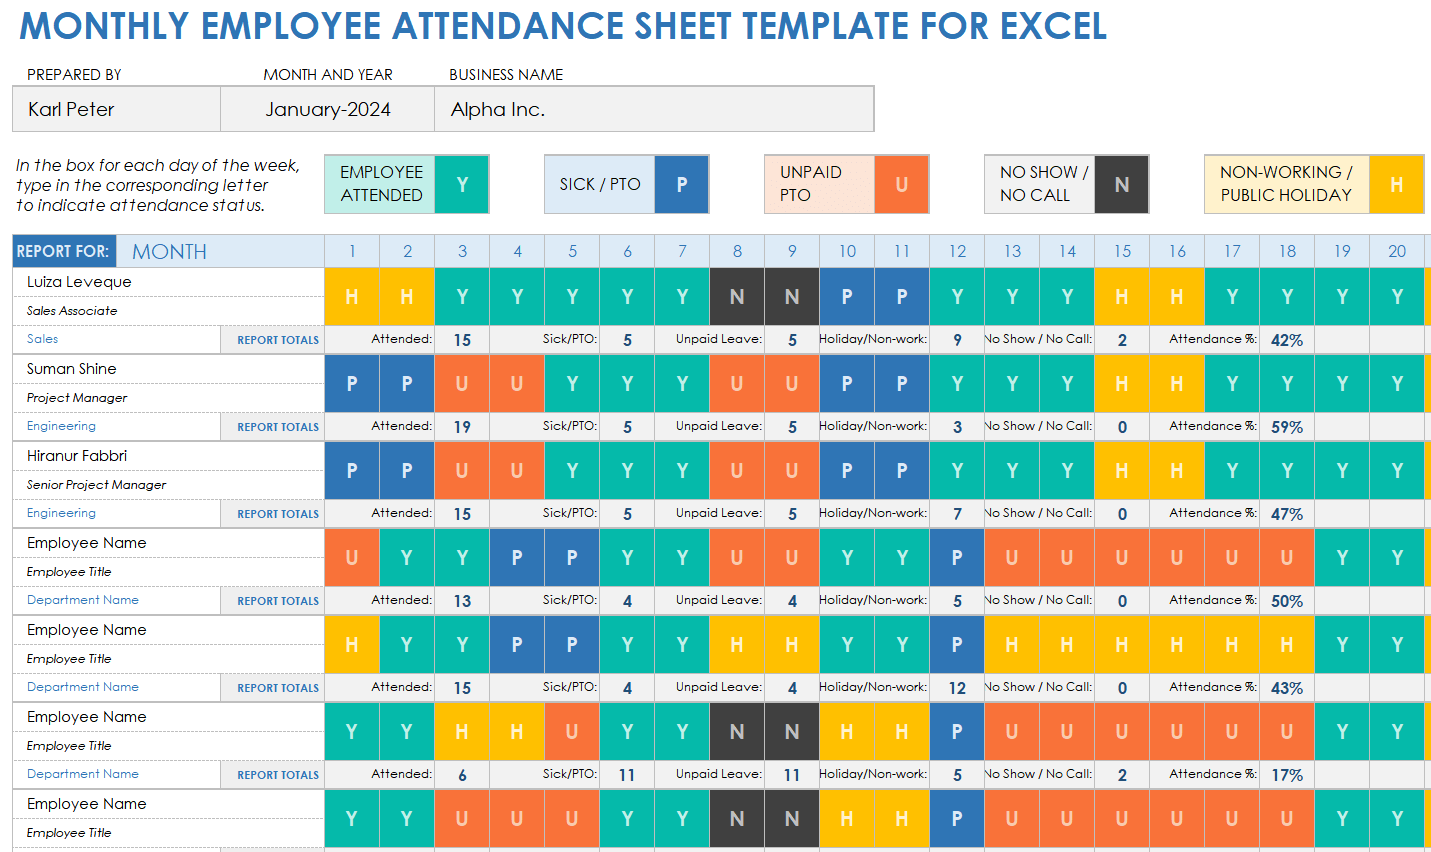 MONTHLY EMPLOYEE ATTENDANCE SHEET TEMPLATE FOR EXCEL
PREPARED BY MONTH AND YEAR BUSINESS NAME
Karl Peter January-2024 Alpha Inc.
In the box for each day of the week,
type in the corresponding letter
to indicate attendance status.
EMPLOYEE
ATTENDED
Y
SICK / PTO P
UNPAID
PTO
U
NO SHOW /
NO CALL
N
NON-WORKING /
PUBLIC HOLIDAY
H
REPORT FOR: MONTH 1 2 3 4 5 6 7 8 9 10 11 12 13 14 15 16 17 18 19 20
Luiza Leveque
H H Y Y Y Y Y N N P P Y Y Y H H Y Y Y Y
Sales Associate
Sales REPORT TOTALS Attended: 15 Sick/PTO: 5 Unpaid Leave: 5 Holiday/Non-work: 9 No Show / No Call: 2 Attendance %: 42%
Suman Shine
P P U U Y Y Y U U P P Y Y Y H H Y Y Y Y
Project Manager
Engineering REPORT TOTALS Attended: 19 Sick/PTO: 5 Unpaid Leave: 5 Holiday/Non-work: 3 No Show / No Call: 0 Attendance %: 59%
Hiranur Fabbri
P P U U Y Y Y U U P P Y Y Y H H Y Y Y Y
Senior Project Manager
Engineering REPORT TOTALS Attended: 15 Sick/PTO: 5 Unpaid Leave: 5 Holiday/Non-work: 7 No Show / No Call: 0 Attendance %: 47%
Employee Name
U Y Y P P Y Y U U Y Y P U U U U U U Y Y
Employee Title
Department Name REPORT TOTALS Attended: 13 Sick/PTO: 4 Unpaid Leave: 4 Holiday/Non-work: 5 No Show / No Call: 0 Attendance %: 50%
Employee Name
H Y Y P P Y Y H H Y Y P H H H H H H Y Y
Employee Title
Department Name REPORT TOTALS Attended: 15 Sick/PTO: 4 Unpaid Leave: 4 Holiday/Non-work: 12 No Show / No Call: 0 Attendance %: 43%
Employee Name
Y Y H H U Y Y N N H H P U U U U U U Y Y
Employee Title
Department Name REPORT TOTALS Attended: 6 Sick/PTO: 11 Unpaid Leave: 11 Holiday/Non-work: 5 No Show / No Call: 2 Attendance %: 17%
Employee Name
Y Y U U U Y Y N N H H P U U U U U U Y Y
Employee Title